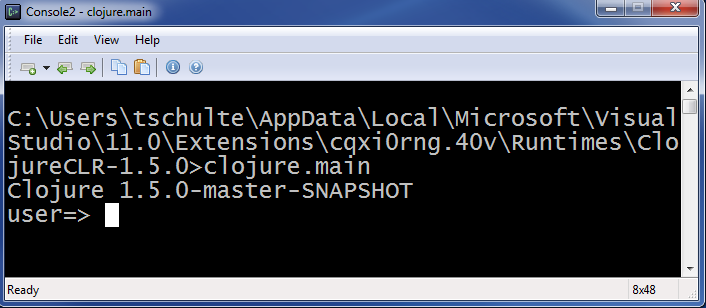 Console2 - clojure.main
File Edit View Help
C:\Users\tschulte\AppData\Local\Microsoft\Visual
Studio\11.0\Extensions\cqxi0rng.40v\Runtimes\Clo
jureCLR-1.5.0>clojure.main
Clojure 1.5.0-master-SNAPSHOT
user=>
Ready 8x48